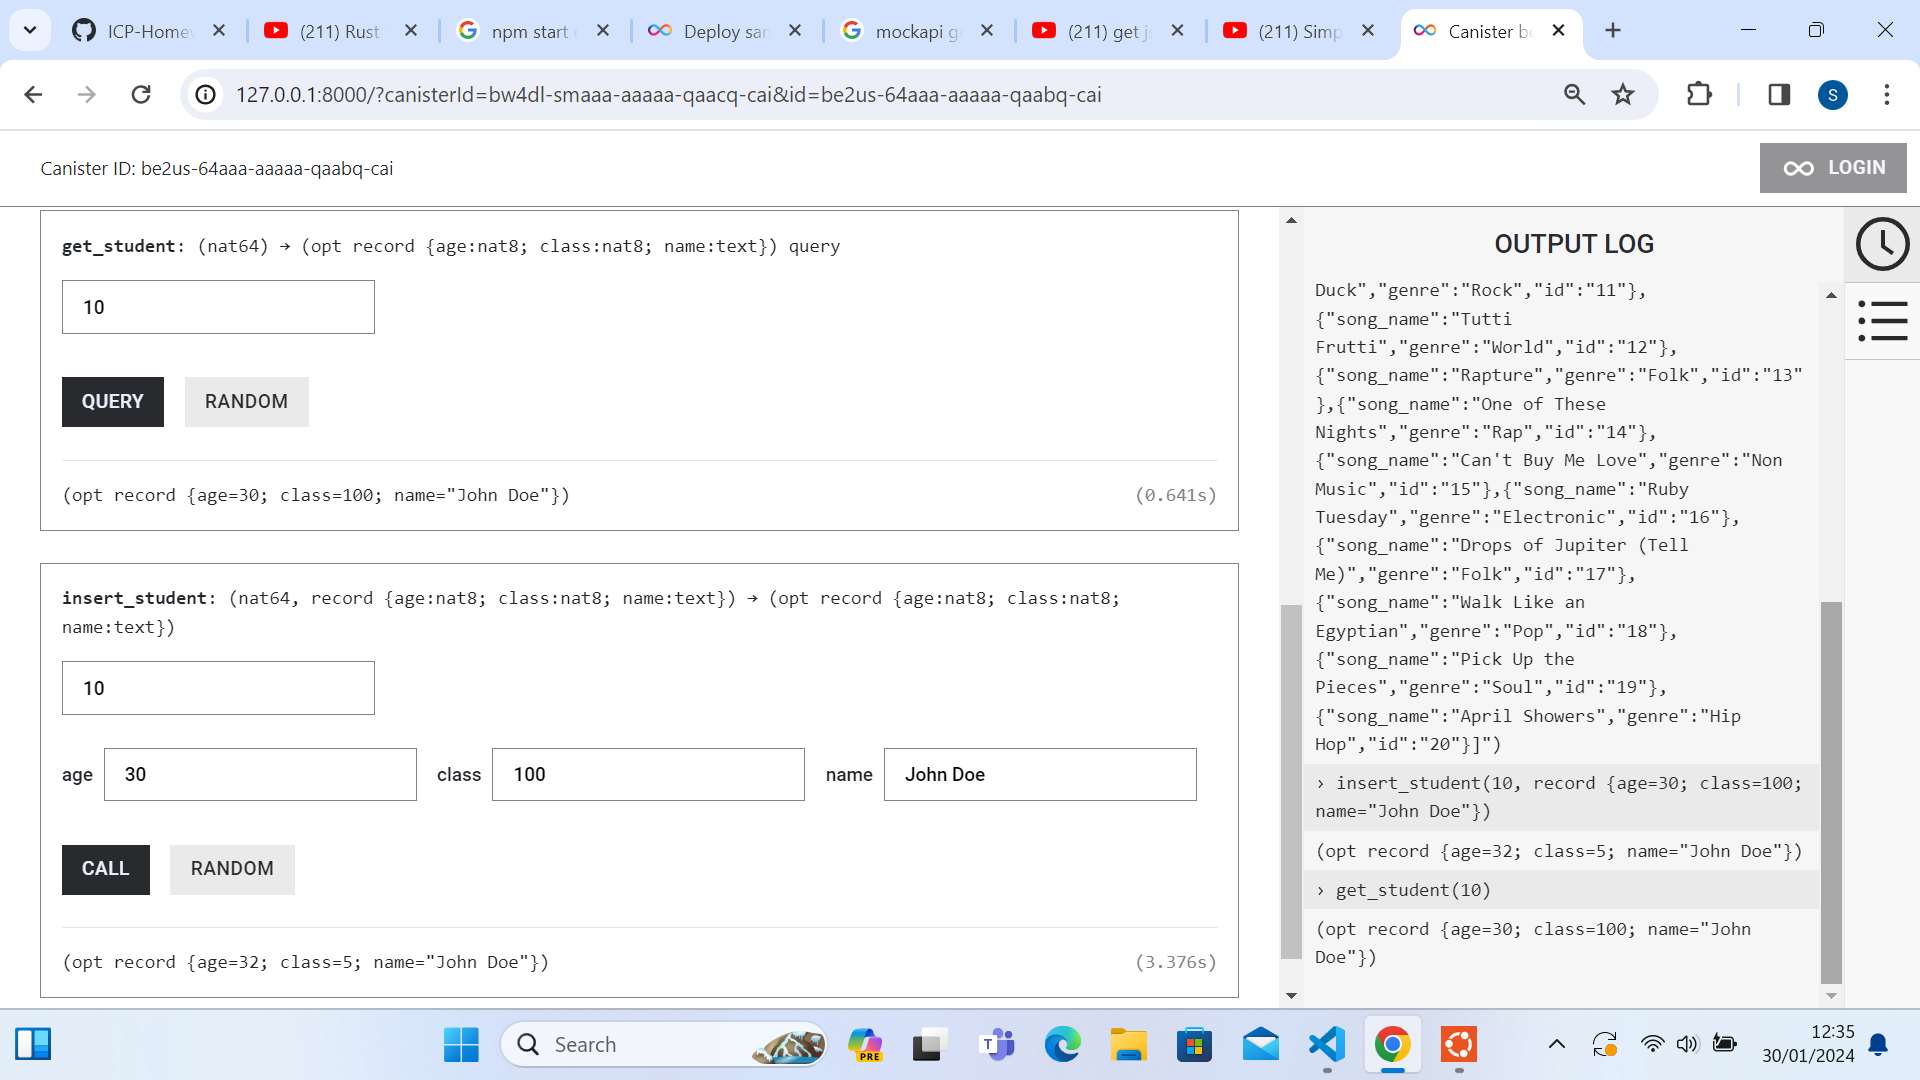 ICP-Home
(211) Rust
npm start
Deploy sa
mockapi g
(211) get j
(211) Simp
Canister b
127.0.0.1:8000/?canisterId=bw4dl-smaaa-aaaaa-qaacq-cai&id=be2us-64aaa-aaaaa-qaabq-cai
S
Canister ID: be2us-64aaa-aaaaa-qaabq-cai
LOGIN
get_student: (nat64) → (opt record {age:nat8; class:nat8; name:text}) query
10
QUERY
RANDOM
(opt record {age=30; class=100; name="John Doe"})
(0.641s)
insert_student: (nat64, record {age:nat8; class:nat8; name:text}) → (opt record {age:nat8; class:nat8;
name:text})
10
age
30
class
100
name
John Doe
CALL
RANDOM
(opt record {age=32; class=5; name="John Doe"})
(3.376s)
OUTPUT LOG
Duck","genre":"Rock","id":"11"},
{"song_name":"Tutti
Frutti","genre":"World","id":"12"},
{"song_name":"Rapture","genre":"Folk","id":"13"
},{"song_name":"One of These
Nights","genre":"Rap","id":"14"},
{"song_name":"Can't Buy Me Love","genre":"Non
Music","id":"15"},{"song_name":"Ruby
Tuesday","genre":"Electronic","id":"16"},
{"song_name":"Drops of Jupiter (Tell
Me)","genre":"Folk","id":"17"},
{"song_name":"Walk Like an
Egyptian","genre":"Pop","id":"18"},
{"song_name":"Pick Up the
Pieces","genre":"Soul","id":"19"},
{"song_name":"April Showers","genre":"Hip
Hop","id":"20"}]")
› insert_student(10, record {age=30; class=100;
name="John Doe"})
(opt record {age=32; class=5; name="John Doe"})
› get_student(10)
(opt record {age=30; class=100; name="John
Doe"})
Search
PRE
T
12:35
30/01/2024